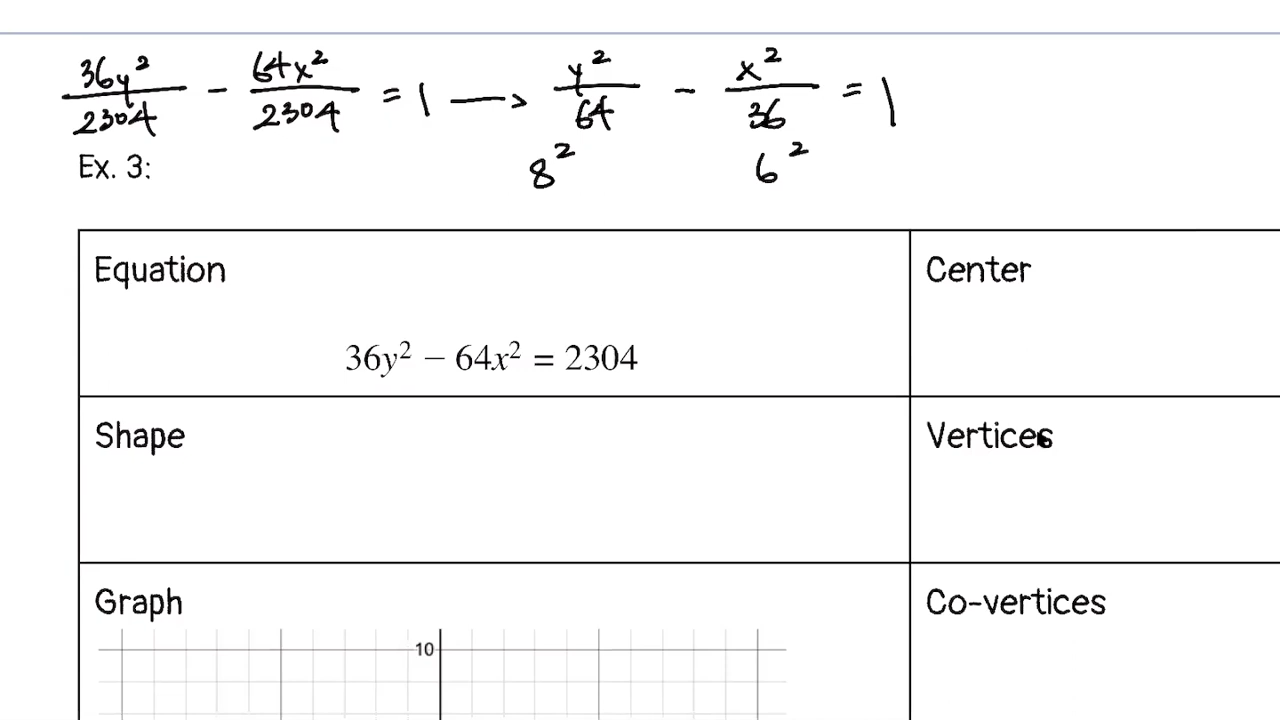 36y²/2304 − 64x²/2304 = 1 → y²/64 − x²/36 = 1
8² 6²
Ex. 3:
Equation
36y² − 64x² = 2304
Center
Shape
Vertices
Graph
Co-vertices
10